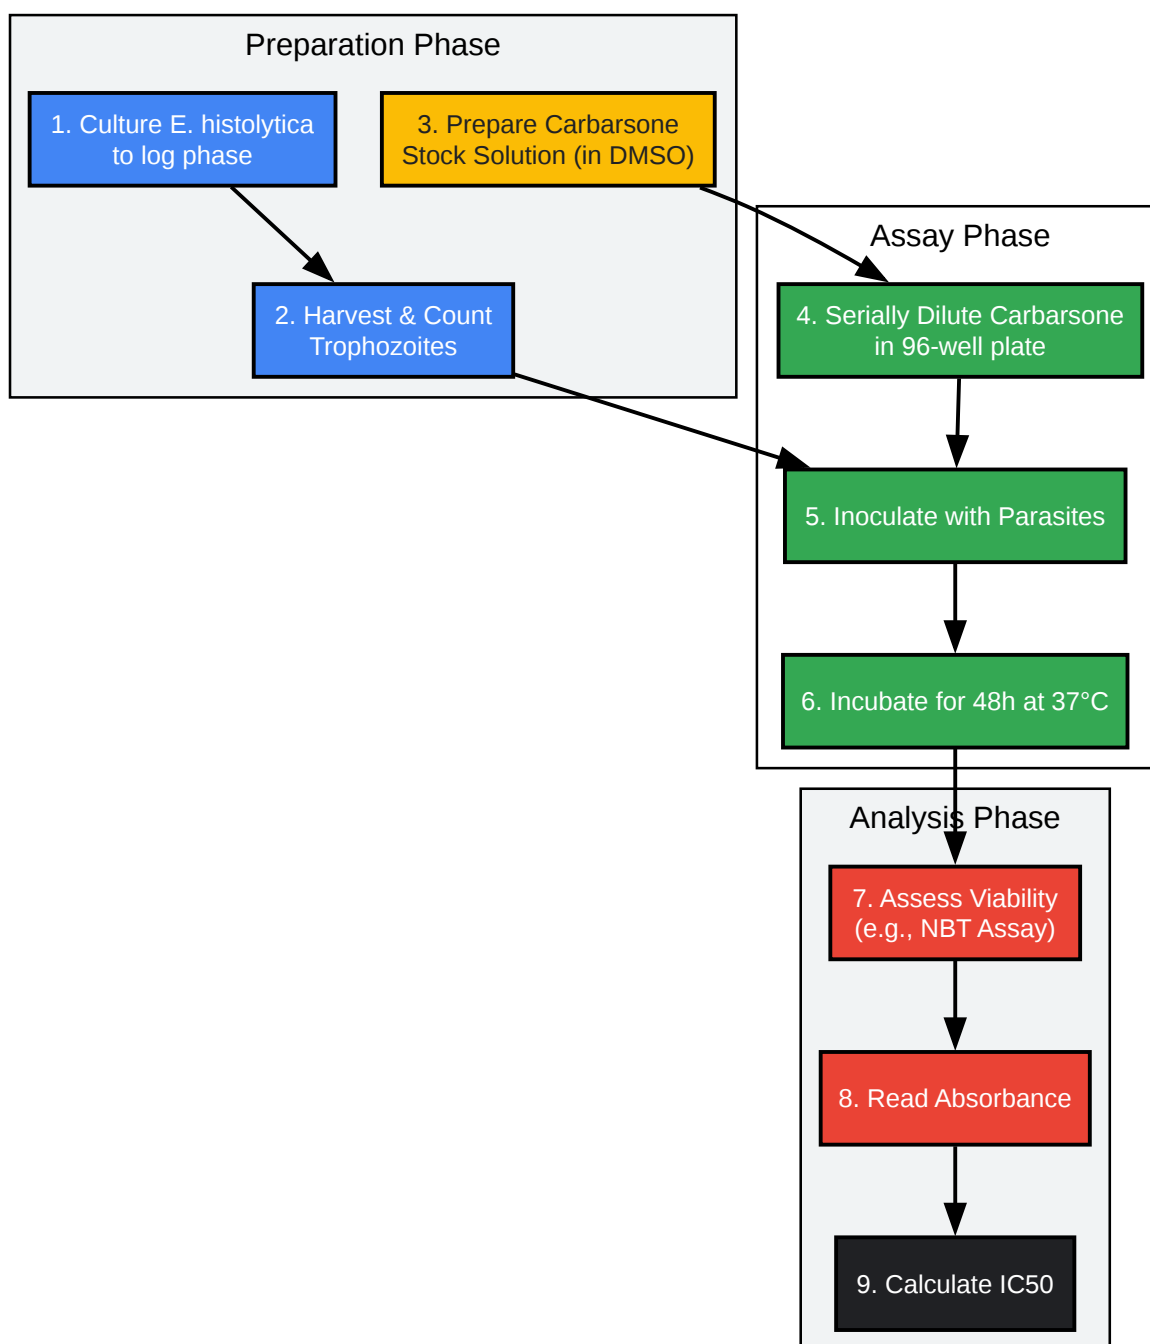 Preparation Phase
1. Culture E. histolytica
to log phase
3. Prepare Carbarsone
Stock Solution (in DMSO)
2. Harvest & Count
Trophozoites
Assay Phase
4. Serially Dilute Carbarsone
in 96-well plate
5. Inoculate with Parasites
6. Incubate for 48h at 37°C
Analysis Phase
7. Assess Viability
(e.g., NBT Assay)
8. Read Absorbance
9. Calculate IC50